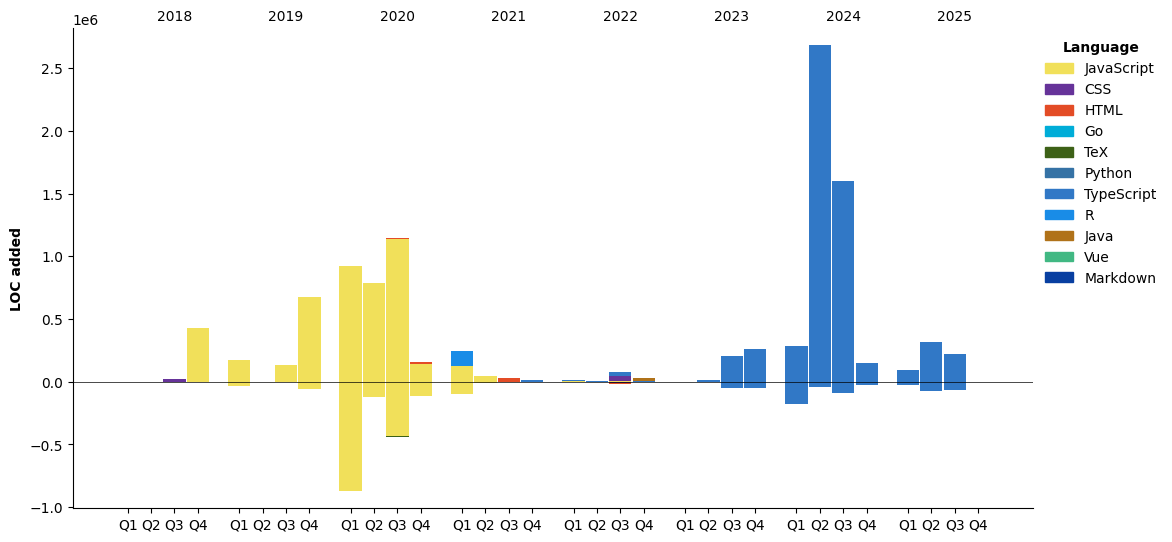 2018 2019 2020 2021 2022 2023 2024 2025
1e6
Language
JavaScript
CSS
HTML
Go
TeX
Python
TypeScript
R
Java
Vue
Markdown
LOC added
2.5
2.0
1.5
1.0
0.5
0.0
−0.5
−1.0
Q1 Q2 Q3 Q4 Q1 Q2 Q3 Q4 Q1 Q2 Q3 Q4 Q1 Q2 Q3 Q4 Q1 Q2 Q3 Q4 Q1 Q2 Q3 Q4 Q1 Q2 Q3 Q4 Q1 Q2 Q3 Q4